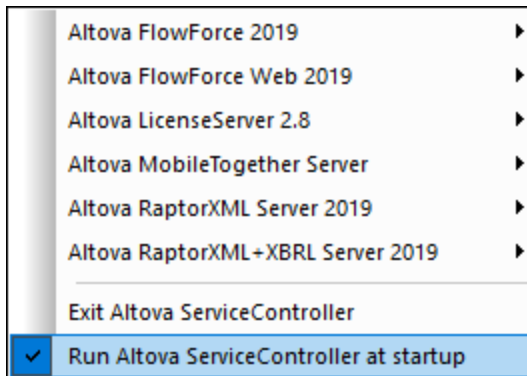 Altova FlowForce 2019
Altova FlowForce Web 2019
Altova LicenseServer 2.8
Altova MobileTogether Server
Altova RaptorXML Server 2019
Altova RaptorXML+XBRL Server 2019
Exit Altova ServiceController
Run Altova ServiceController at startup